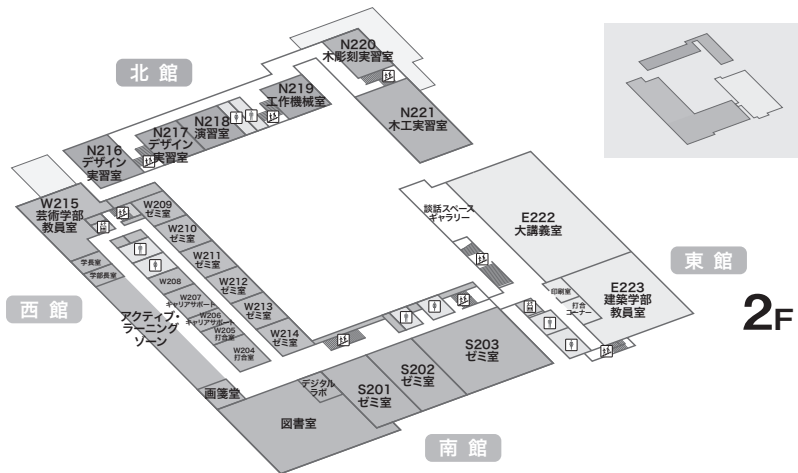 北館
N220
木彫刻実習室
N219
工作機械室
N221
木工実習室
N218
演習室
N217
デザイン
実習室
N216
デザイン
実習室
W215
芸術学部
教員室
W209
ゼミ室
W210
ゼミ室
W211
ゼミ室
W212
ゼミ室
W213
ゼミ室
W214
ゼミ室
学長室
学部長室
W208
W207
キャリアサポート
W206
キャリアサポート
W205
打合室
W204
打合室
西館
アクティブ・
ラーニング
ゾーン
画箋堂
図書室
デジタル
ラボ
S201
ゼミ室
S202
ゼミ室
S203
ゼミ室
南館
談話スペース
ギャラリー
E222
大講義室
印刷室
打合
コーナー
E223
建築学部
教員室
東館
2F